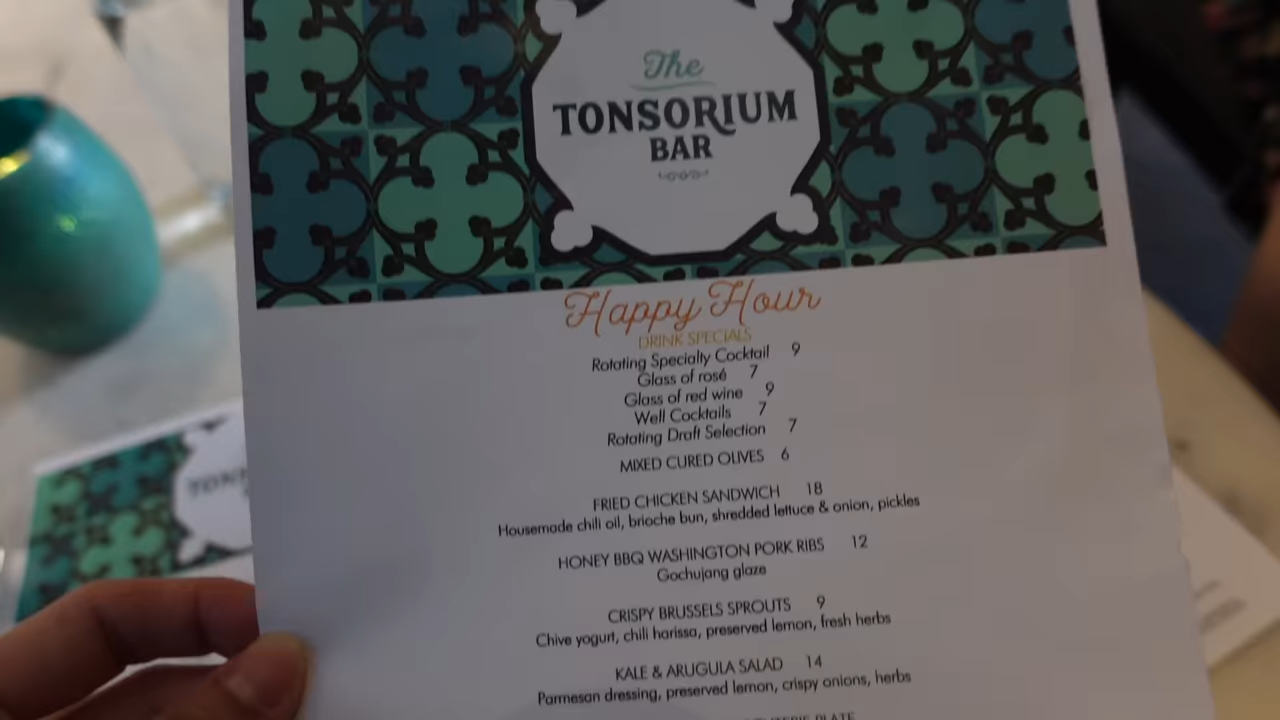 The
TONSORIUM
BAR
Happy Hour
DRINK SPECIALS
Rotating Specialty Cocktail 9
Glass of rosé 7
Glass of red wine 9
Well Cocktails 7
Rotating Draft Selection 7
MIXED CURED OLIVES 6
FRIED CHICKEN SANDWICH 18
Housemade chili oil, brioche bun, shredded lettuce & onion, pickles
HONEY BBQ WASHINGTON PORK RIBS 12
Gochujang glaze
CRISPY BRUSSELS SPROUTS 9
Chive yogurt, chili harissa, preserved lemon, fresh herbs
KALE & ARUGULA SALAD 14
Parmesan dressing, preserved lemon, crispy onions, herbs
PLATE